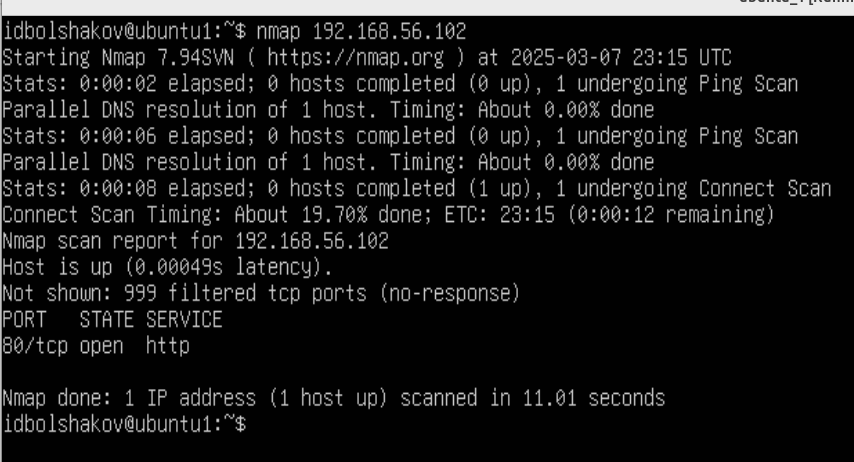 idbolshakov@ubuntu1:~$ nmap 192.168.56.102
Starting Nmap 7.94SVN ( https://nmap.org ) at 2025-03-07 23:15 UTC
Stats: 0:00:02 elapsed; 0 hosts completed (0 up), 1 undergoing Ping Scan
Parallel DNS resolution of 1 host. Timing: About 0.00% done
Stats: 0:00:06 elapsed; 0 hosts completed (0 up), 1 undergoing Ping Scan
Parallel DNS resolution of 1 host. Timing: About 0.00% done
Stats: 0:00:08 elapsed; 0 hosts completed (1 up), 1 undergoing Connect Scan
Connect Scan Timing: About 19.70% done; ETC: 23:15 (0:00:12 remaining)
Nmap scan report for 192.168.56.102
Host is up (0.00049s latency).
Not shown: 999 filtered tcp ports (no-response)
PORT   STATE SERVICE
80/tcp open  http
Nmap done: 1 IP address (1 host up) scanned in 11.01 seconds
idbolshakov@ubuntu1:~$